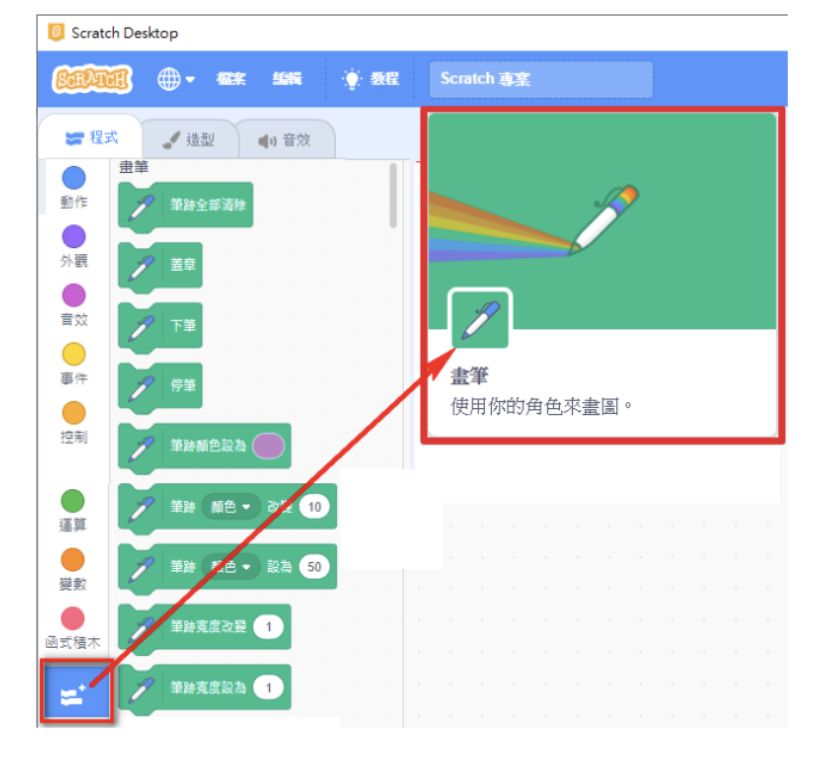 Scratch Desktop
SCRATCH 檔案 編輯 教程 Scratch 專案
程式 造型 音效
動作
外觀
音效
事件
控制
運算
變數
函式積木
畫筆
筆跡全部清除
蓋章
下筆
停筆
筆跡顏色設為
筆跡 顏色 改變 10
筆跡 顏色 設為 50
筆跡寬度改變 1
筆跡寬度設為 1
畫筆
使用你的角色來畫圖。